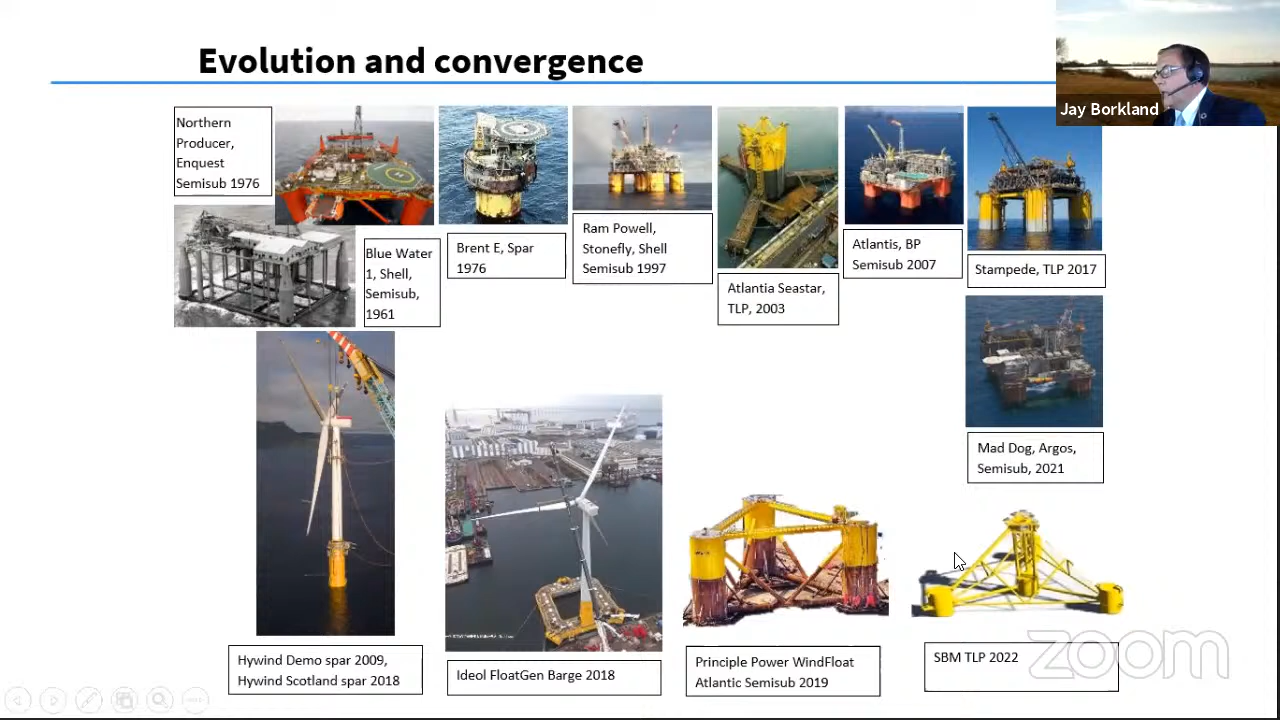 Evolution and convergence
Jay Borkland
Northern
Producer,
Enquest
Semisub 1976
Blue Water
1, Shell,
Semisub,
1961
Brent E, Spar
1976
Ram Powell,
Stonefly, Shell
Semisub 1997
Atlantia Seastar,
TLP, 2003
Atlantis, BP
Semisub 2007
Stampede, TLP 2017
Mad Dog, Argos,
Semisub, 2021
Hywind Demo spar 2009,
Hywind Scotland spar 2018
Ideol FloatGen Barge 2018
Principle Power WindFloat
Atlantic Semisub 2019
SBM TLP 2022
zoom